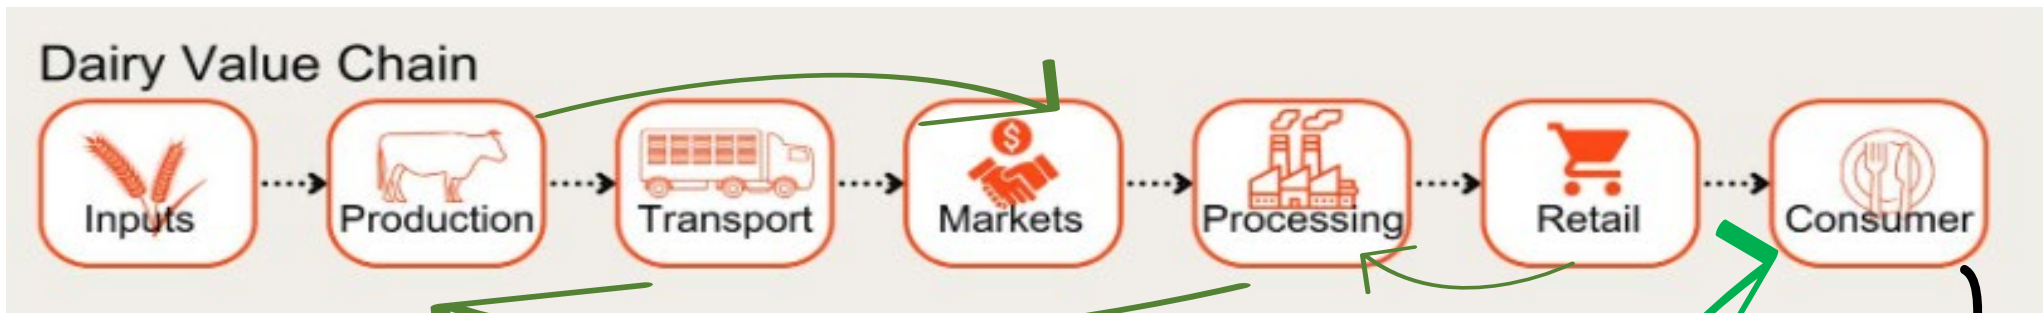 Dairy Value Chain
Inputs Production Transport Markets Processing Retail Consumer
$